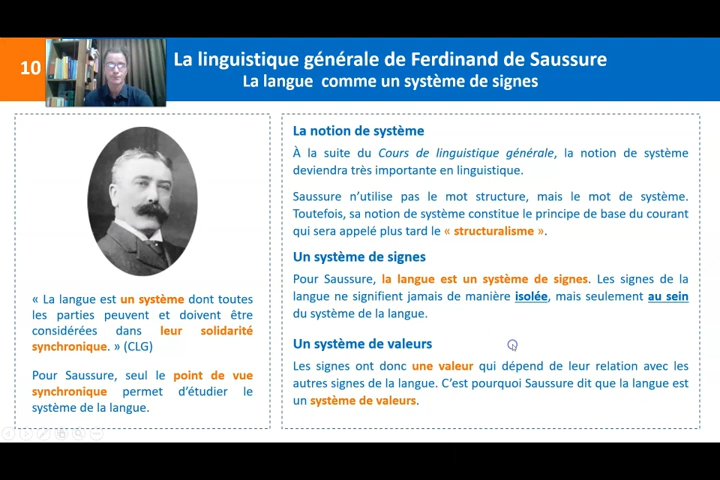 10
La linguistique générale de Ferdinand de Saussure
La langue comme un système de signes
« La langue est un système dont toutes
les parties peuvent et doivent être
considérées dans leur solidarité
synchronique. » (CLG)
Pour Saussure, seul le point de vue
synchronique permet d’étudier le
système de la langue.
La notion de système
À la suite du Cours de linguistique générale, la notion de système
deviendra très importante en linguistique.
Saussure n’utilise pas le mot structure, mais le mot de système.
Toutefois, sa notion de système constitue le principe de base du courant
qui sera appelé plus tard le « structuralisme ».
Un système de signes
Pour Saussure, la langue est un système de signes. Les signes de la
langue ne signifient jamais de manière isolée, mais seulement au sein
du système de la langue.
Un système de valeurs
Les signes ont donc une valeur qui dépend de leur relation avec les
autres signes de la langue. C’est pourquoi Saussure dit que la langue est
un système de valeurs.